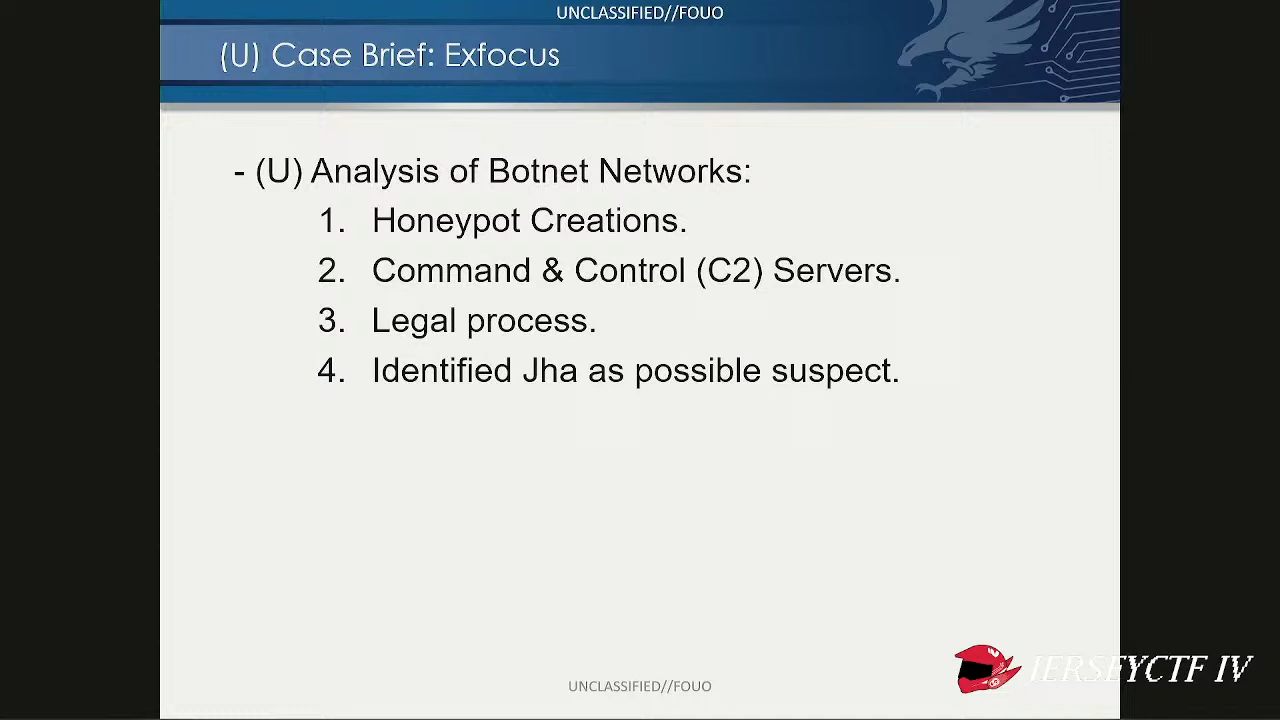 UNCLASSIFIED//FOUO
(U) Case Brief: Exfocus
- (U) Analysis of Botnet Networks:
1. Honeypot Creations.
2. Command & Control (C2) Servers.
3. Legal process.
4. Identified Jha as possible suspect.
JERSEYCTF IV
UNCLASSIFIED//FOUO